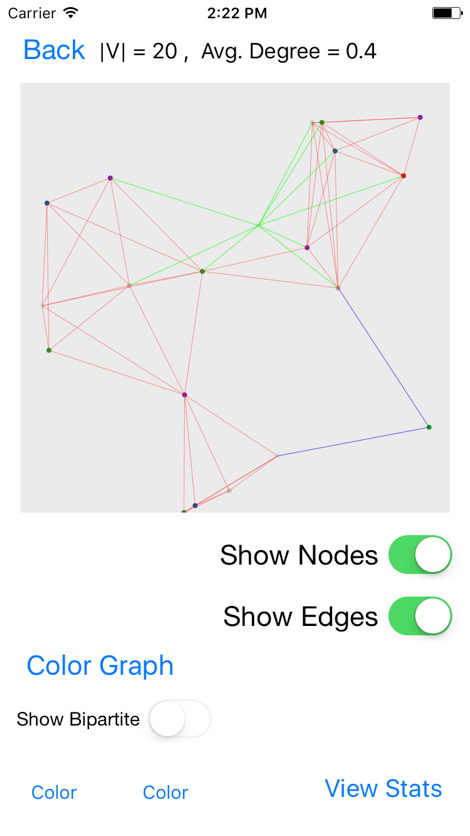 Carrier 2:22 PM
Back |V| = 20 , Avg. Degree = 0.4
Show Nodes
Show Edges
Color Graph
Show Bipartite
Color Color View Stats